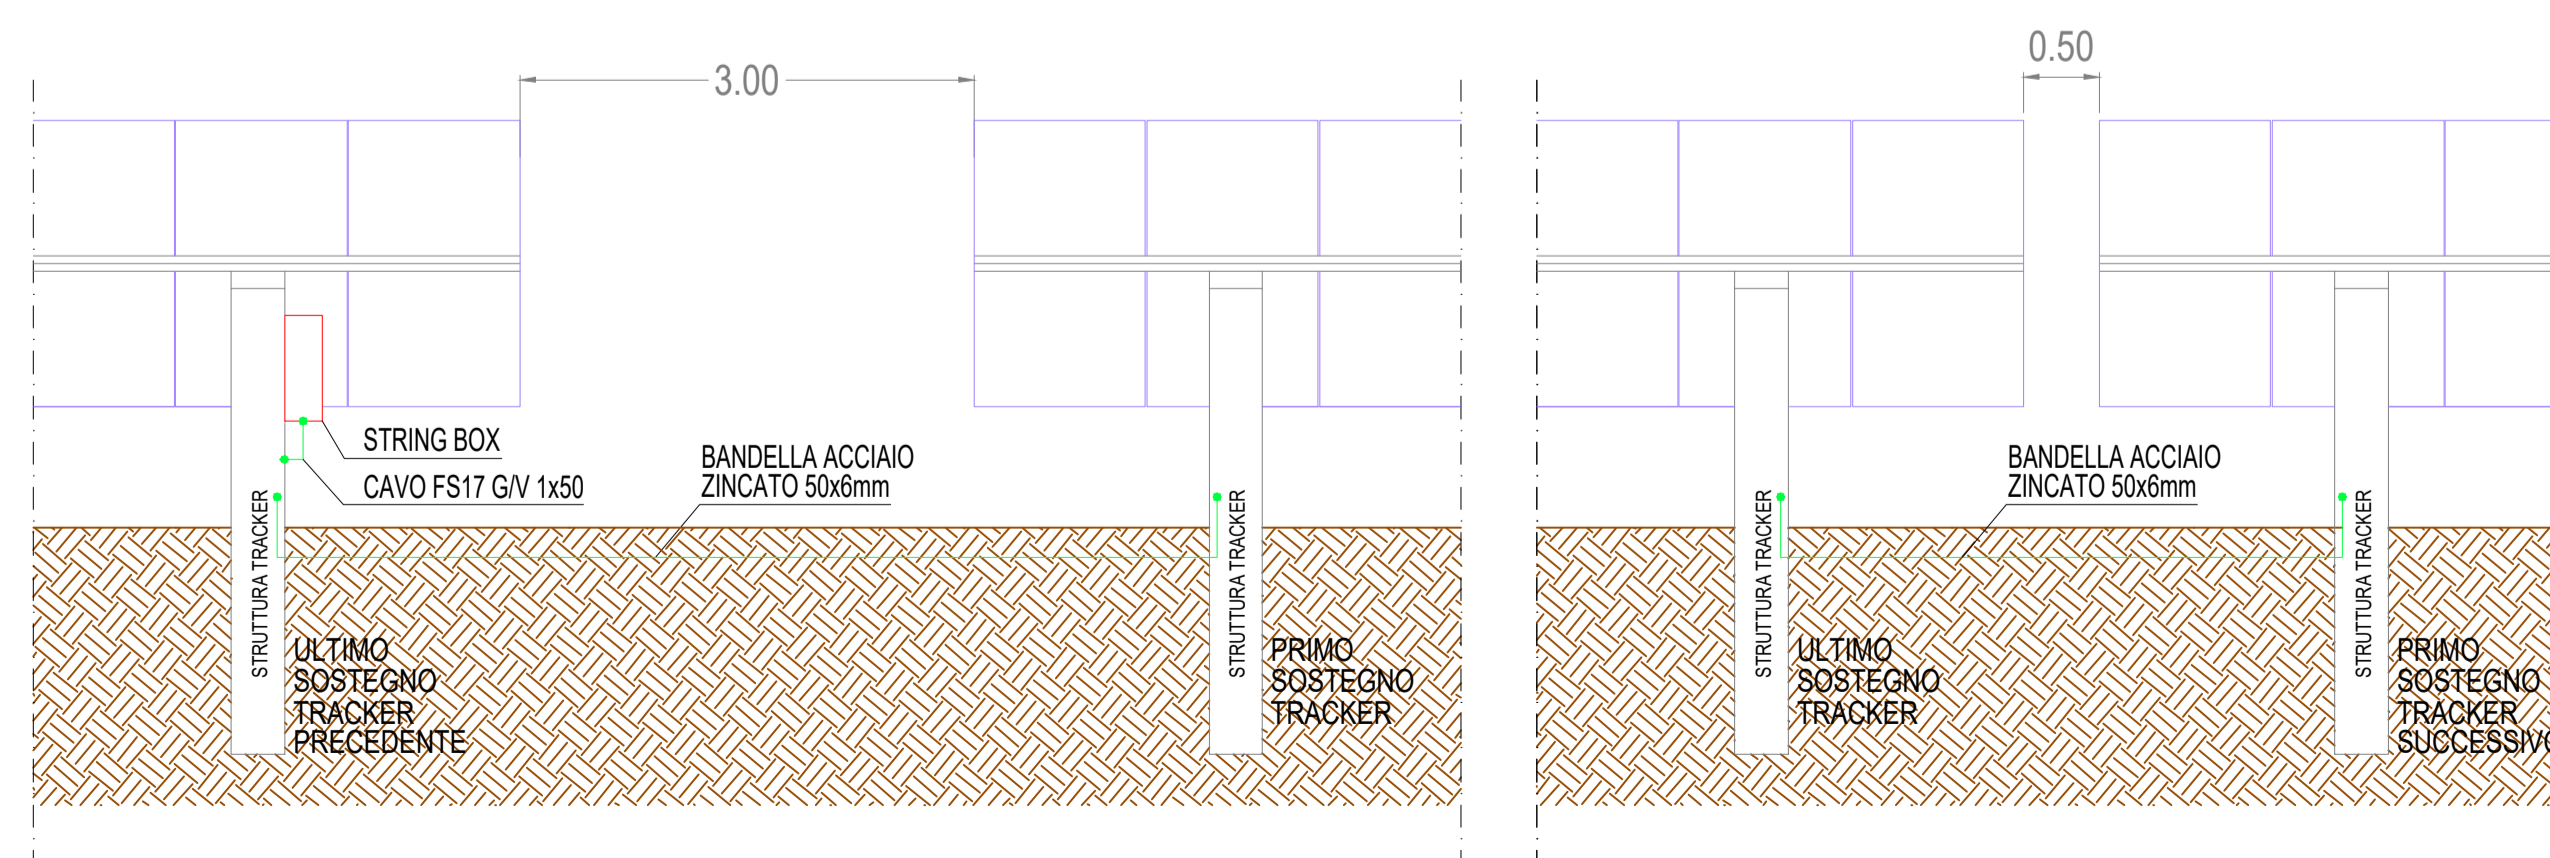 3.00
0.50
STRING BOX
CAVO FS17 G/V 1x50
BANDELLA ACCIAIO
ZINCATO 50x6mm
BANDELLA ACCIAIO
ZINCATO 50x6mm
STRUTTURA TRACKER
ULTIMO
SOSTEGNO
TRACKER
PRECEDENTE
STRUTTURA TRACKER
PRIMO
SOSTEGNO
TRACKER
STRUTTURA TRACKER
ULTIMO
SOSTEGNO
TRACKER
STRUTTURA TRACKER
PRIMO
SOSTEGNO
TRACKER
SUCCESSIVO